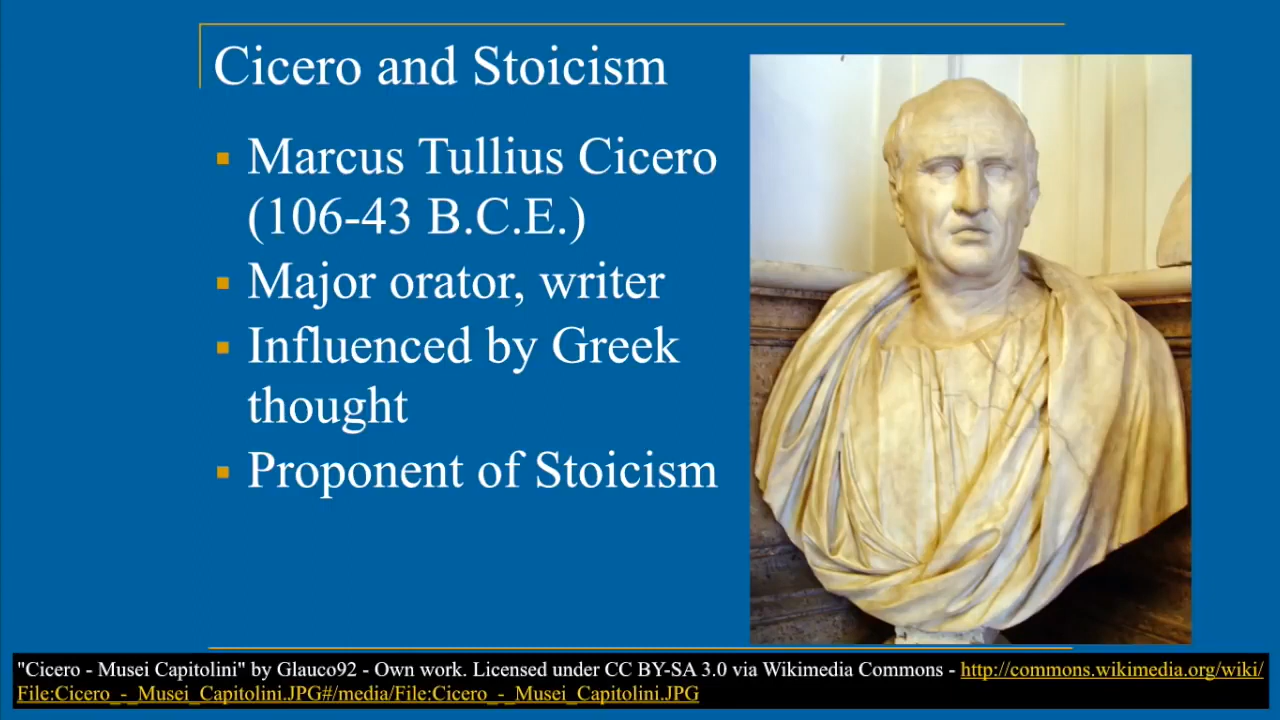 Cicero and Stoicism
Marcus Tullius Cicero
(106-43 B.C.E.)
Major orator, writer
Influenced by Greek
thought
Proponent of Stoicism
"Cicero - Musei Capitolini" by Glauco92 - Own work. Licensed under CC BY-SA 3.0 via Wikimedia Commons - http://commons.wikimedia.org/wiki/
File:Cicero_-_Musei_Capitolini.JPG#/media/File:Cicero_-_Musei_Capitolini.JPG